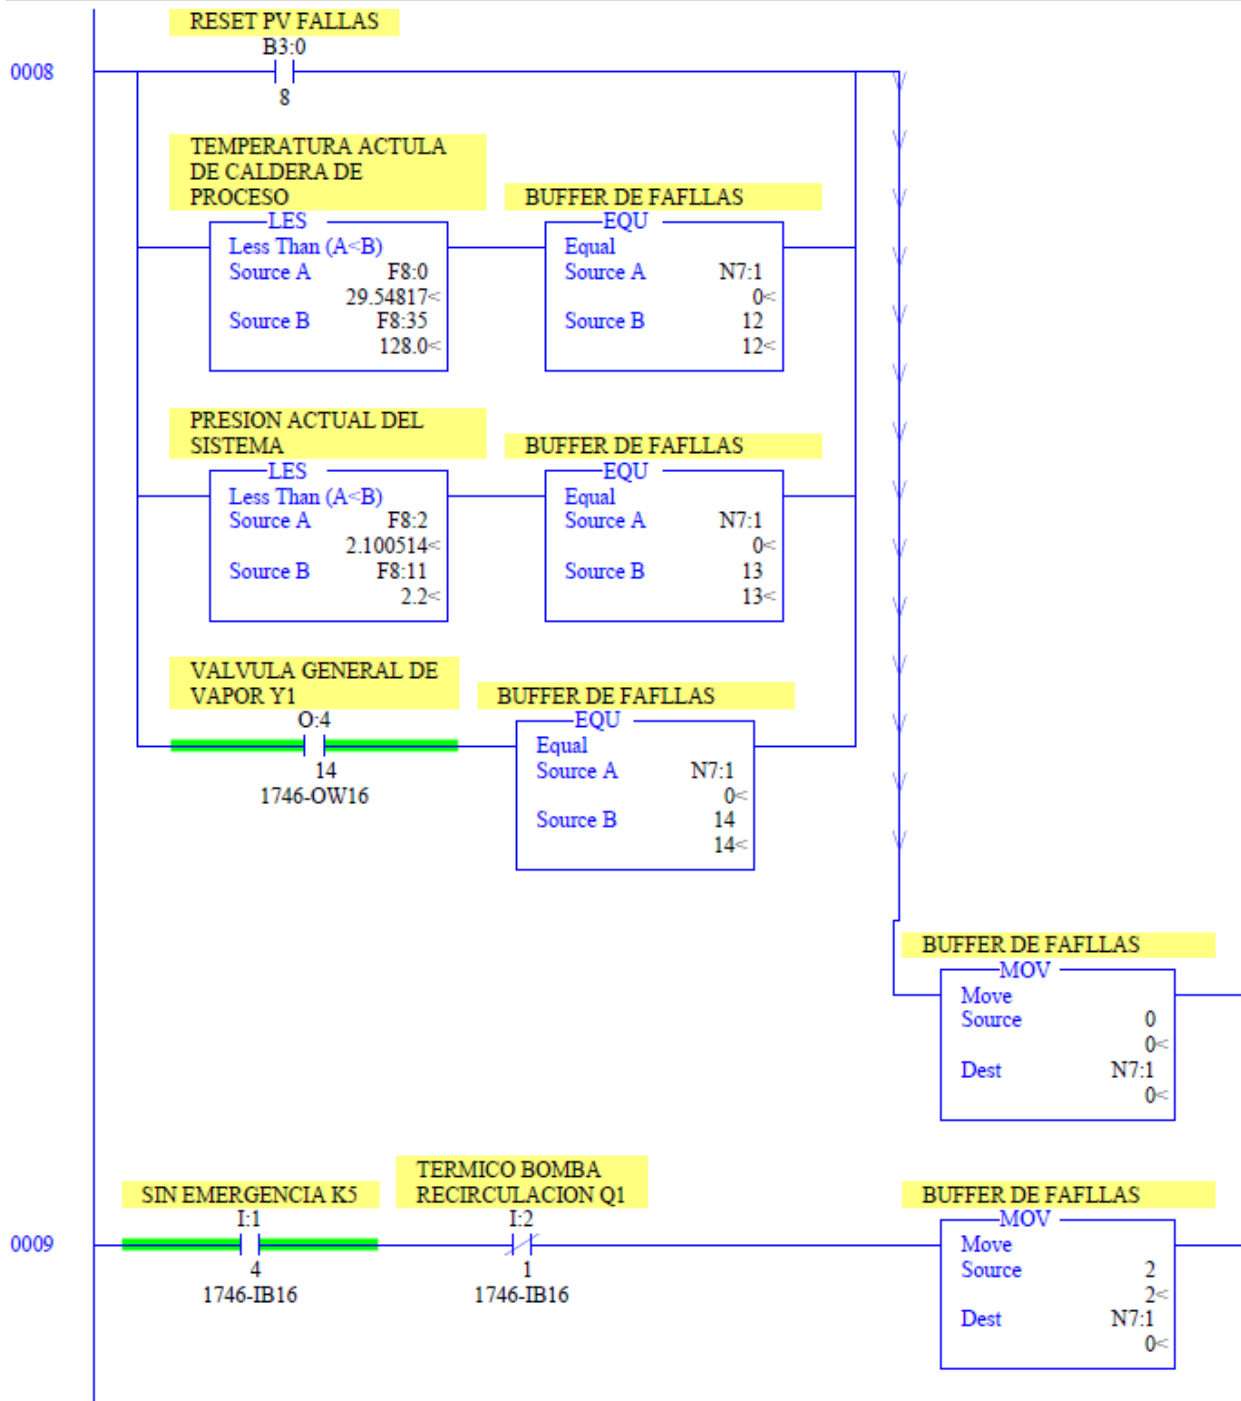 RESET PV FALLAS
B3:0
0008
8
TEMPERATURA ACTULA
DE CALDERA DE
PROCESO
LES
Less Than (A<B)
Source A F8:0
29.54817<
Source B F8:35
128.0<
BUFFER DE FAFLLAS
EQU
Equal
Source A N7:1
0<
Source B 12
12<
PRESION ACTUAL DEL
SISTEMA
LES
Less Than (A<B)
Source A F8:2
2.100514<
Source B F8:11
2.2<
BUFFER DE FAFLLAS
EQU
Equal
Source A N7:1
0<
Source B 13
13<
VALVULA GENERAL DE
VAPOR Y1
O:4
14
1746-OW16
BUFFER DE FAFLLAS
EQU
Equal
Source A N7:1
0<
Source B 14
14<
BUFFER DE FAFLLAS
MOV
Move
Source 0
0<
Dest N7:1
0<
0009
SIN EMERGENCIA K5
I:1
4
1746-IB16
TERMICO BOMBA
RECIRCULACION Q1
I:2
1
1746-IB16
BUFFER DE FAFLLAS
MOV
Move
Source 2
2<
Dest N7:1
0<